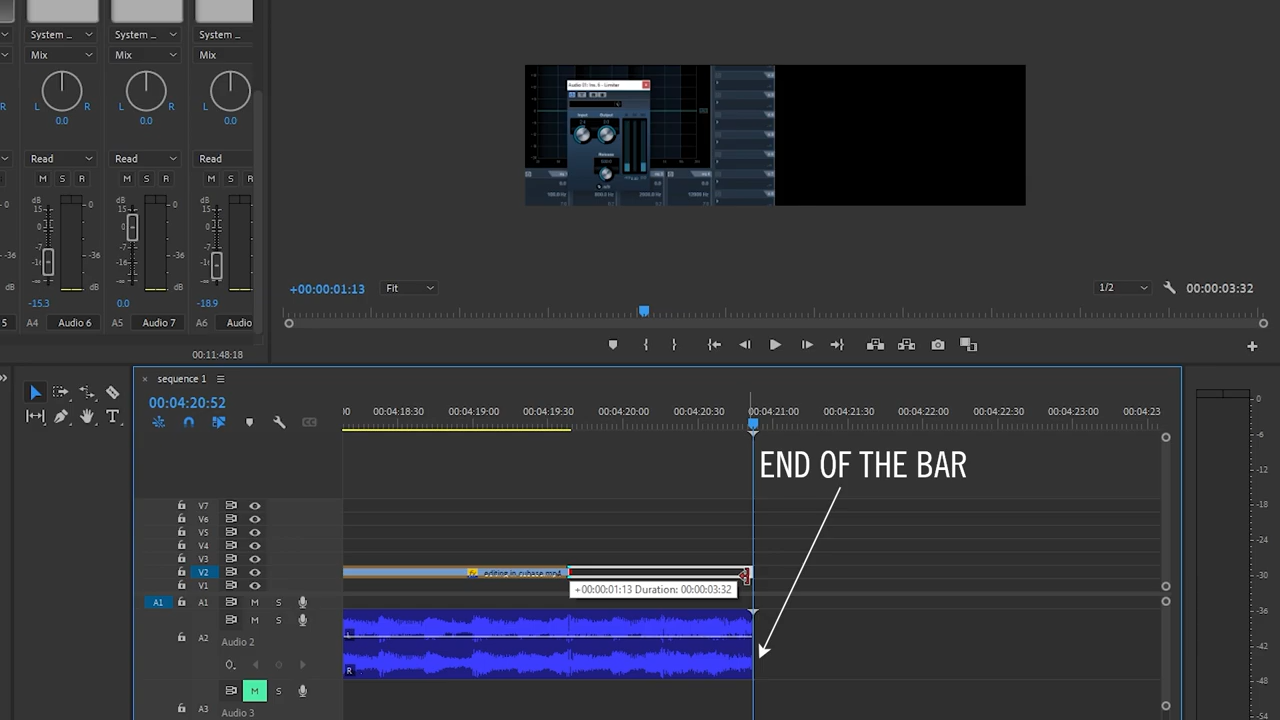 System ...
System ...
System ...
Mix
Mix
Mix
L R
L R
L
0.0
0.0
0.0
Read
Read
Read
M S R
M S R
M S R
dB
dB
dB
15
15
15
0
0
0
-7
-7
-7
-36
-36
-36
dB
dB
-15.3
0.0
-18.9
5
A4 Audio 6
A5 Audio 7
A6 Audio
00:11:48:18
Input
Output
Release
+00:00:01:13
Fit
1/2
00:00:03:32
sequence 1
00:04:20:52
00:04:18:30 00:04:19:00 00:04:19:30 00:04:20:00 00:04:20:30 00:04:21:00 00:04:21:30 00:04:22:00 00:04:22:30 00:04:23:00 00:04:23
END OF THE BAR
V7
V6
V5
V4
V3
V2
fx editing in cubase.mp4
V1
+00:00:01:13 Duration: 00:00:03:32
A1 A1 M S
M S
A2
Audio 2
L
R
M S
A3
Audio 3
0
-6
-12
-18
-24
-30
-36
-42
-48
-54